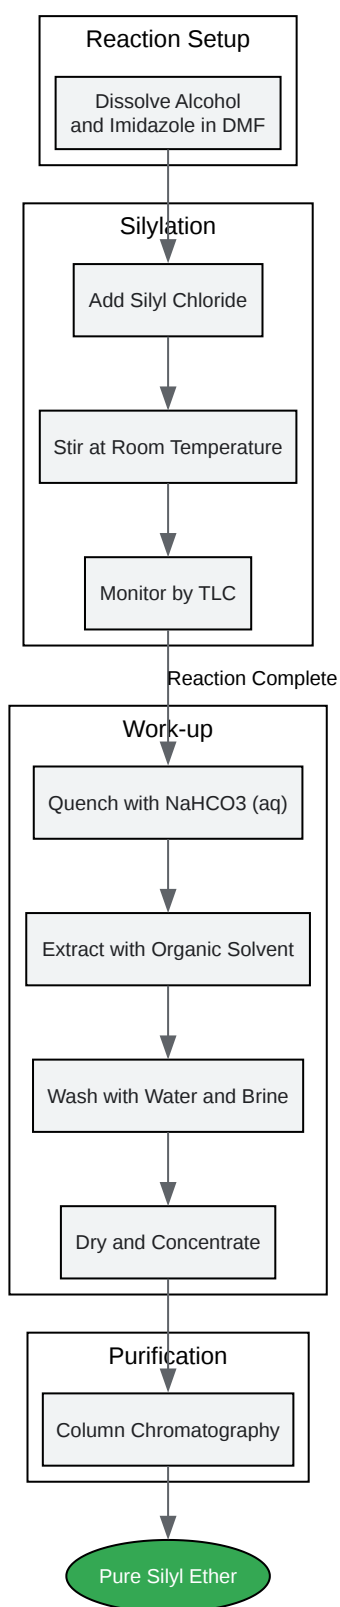 Reaction Setup
Dissolve Alcohol
and Imidazole in DMF
Silylation
Add Silyl Chloride
Stir at Room Temperature
Monitor by TLC
Reaction Complete
Work-up
Quench with NaHCO3 (aq)
Extract with Organic Solvent
Wash with Water and Brine
Dry and Concentrate
Purification
Column Chromatography
Pure Silyl Ether